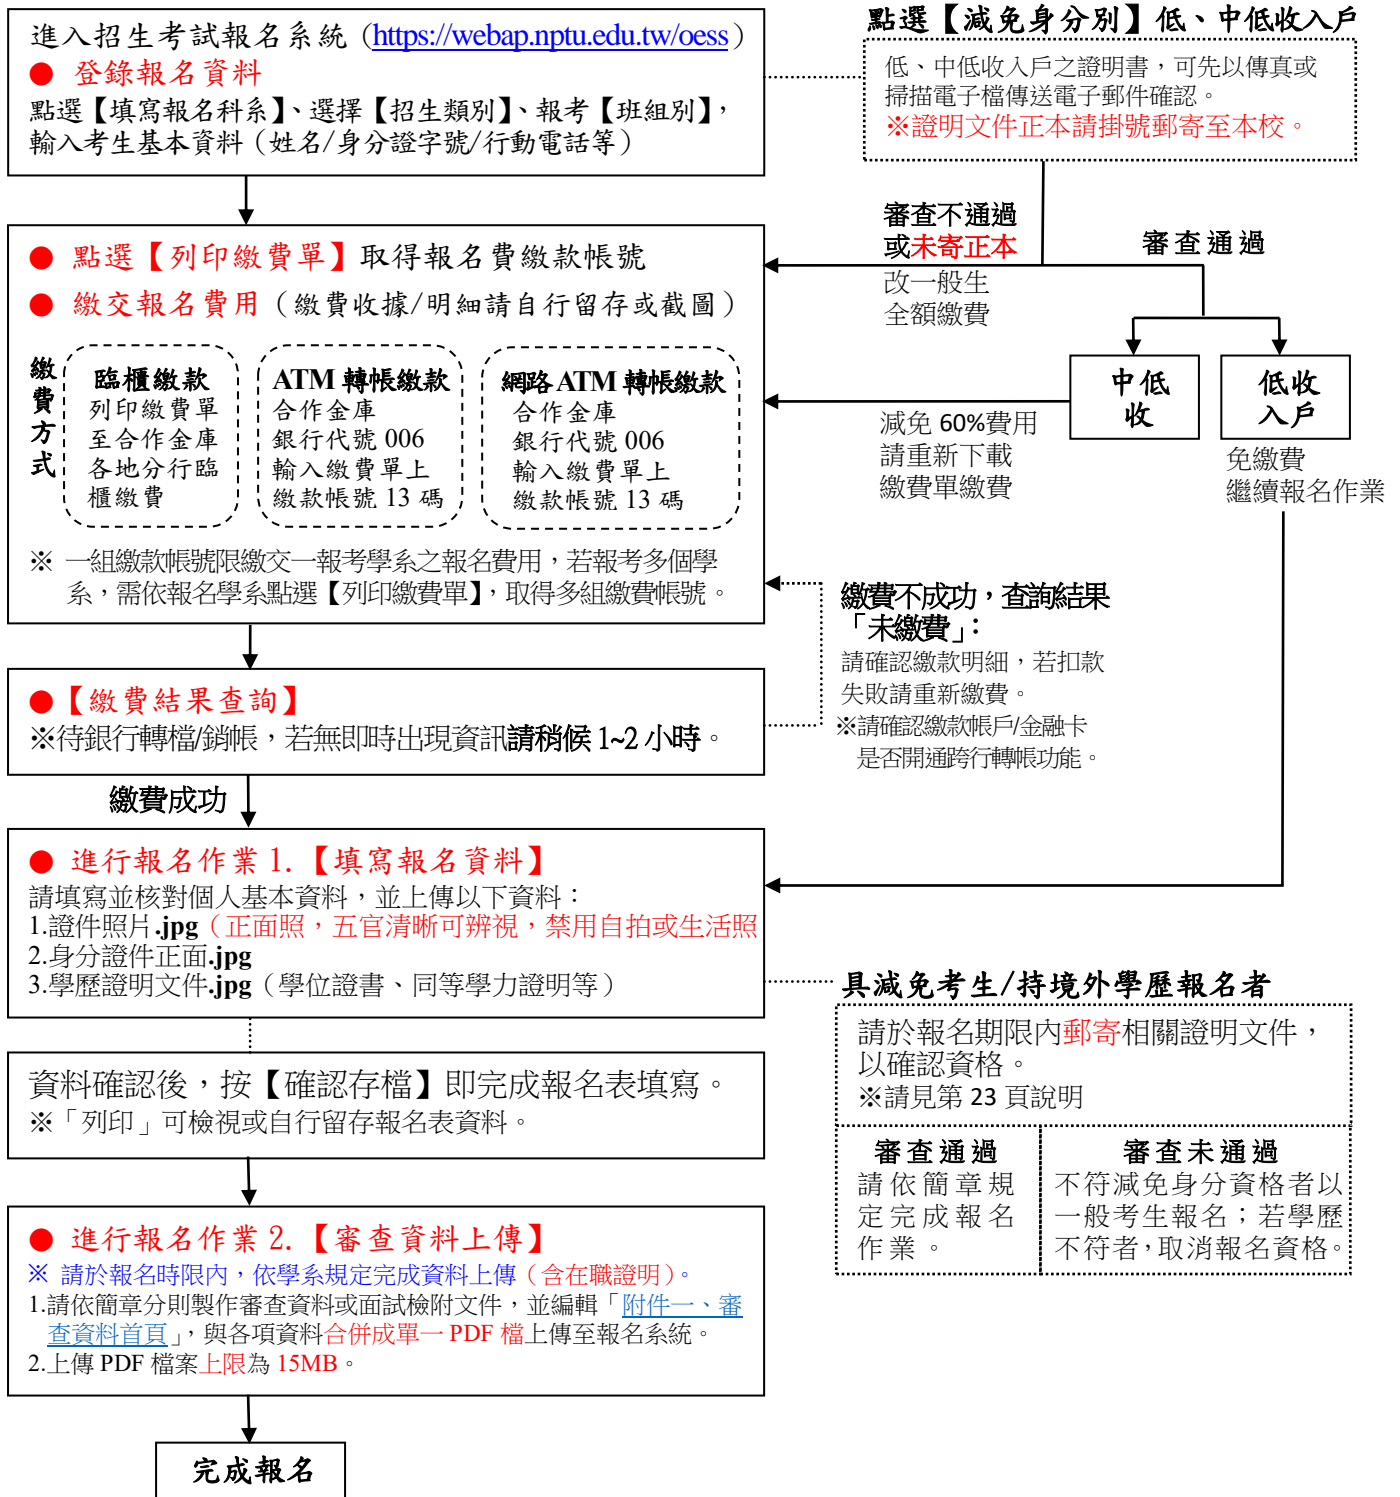 進入招生考試報名系統（https://webap.nptu.edu.tw/oess）
● 登錄報名資料
點選【填寫報名科系】、選擇【招生類別】、報考【班組別】，
輸入考生基本資料（姓名/身分證字號/行動電話等）
點選【減免身分別】低、中低收入戶
低、中低收入戶之證明書，可先以傳真或
掃描電子檔傳送電子郵件確認。
※證明文件正本請掛號郵寄至本校。
審查不通過
或未寄正本
改一般生
全額繳費
審查通過
● 點選【列印繳費單】取得報名費繳款帳號
● 繳交報名費用（繳費收據/明細請自行留存或截圖）
繳費方式
臨櫃繳款
列印繳費單
至合作金庫
各地分行臨
櫃繳費
ATM 轉帳繳款
合作金庫
銀行代號 006
輸入繳費單上
繳款帳號 13 碼
網路 ATM 轉帳繳款
合作金庫
銀行代號 006
輸入繳費單上
繳款帳號 13 碼
※ 一組繳款帳號限繳交一報考學系之報名費用，若報考多個學
系，需依報名學系點選【列印繳費單】，取得多組繳費帳號。
中低
收
減免 60%費用
請重新下載
繳費單繳費
低收
入戶
免繳費
繼續報名作業
繳費不成功，查詢結果
「未繳費」：
請確認繳款明細，若扣款
失敗請重新繳費。
※請確認繳款帳戶/金融卡
是否開通跨行轉帳功能。
●【繳費結果查詢】
※待銀行轉檔/銷帳，若無即時出現資訊請稍候 1~2 小時。
繳費成功
● 進行報名作業 1.【填寫報名資料】
請填寫並核對個人基本資料，並上傳以下資料：
1.證件照片.jpg（正面照，五官清晰可辨視，禁用自拍或生活照
2.身分證件正面.jpg
3.學歷證明文件.jpg（學位證書、同等學力證明等）
具減免考生/持境外學歷報名者
請於報名期限內郵寄相關證明文件，
以確認資格。
※請見第 23 頁說明
審查通過
請依簡章規
定完成報名
作業。
審查未通過
不符減免身分資格者以
一般考生報名；若學歷
不符者，取消報名資格。
資料確認後，按【確認存檔】即完成報名表填寫。
※「列印」可檢視或自行留存報名表資料。
● 進行報名作業 2.【審查資料上傳】
※ 請於報名時限內，依學系規定完成資料上傳（含在職證明）。
1.請依簡章分則製作審查資料或面試檢附文件，並編輯「附件一、審
查資料首頁」，與各項資料合併成單一 PDF 檔上傳至報名系統。
2.上傳 PDF 檔案上限為 15MB。
完成報名